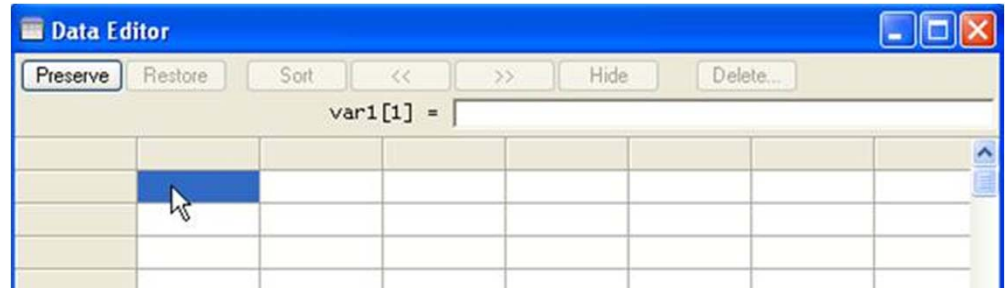 Data Editor
Preserve Restore Sort << >> Hide Delete...
var1[1] =